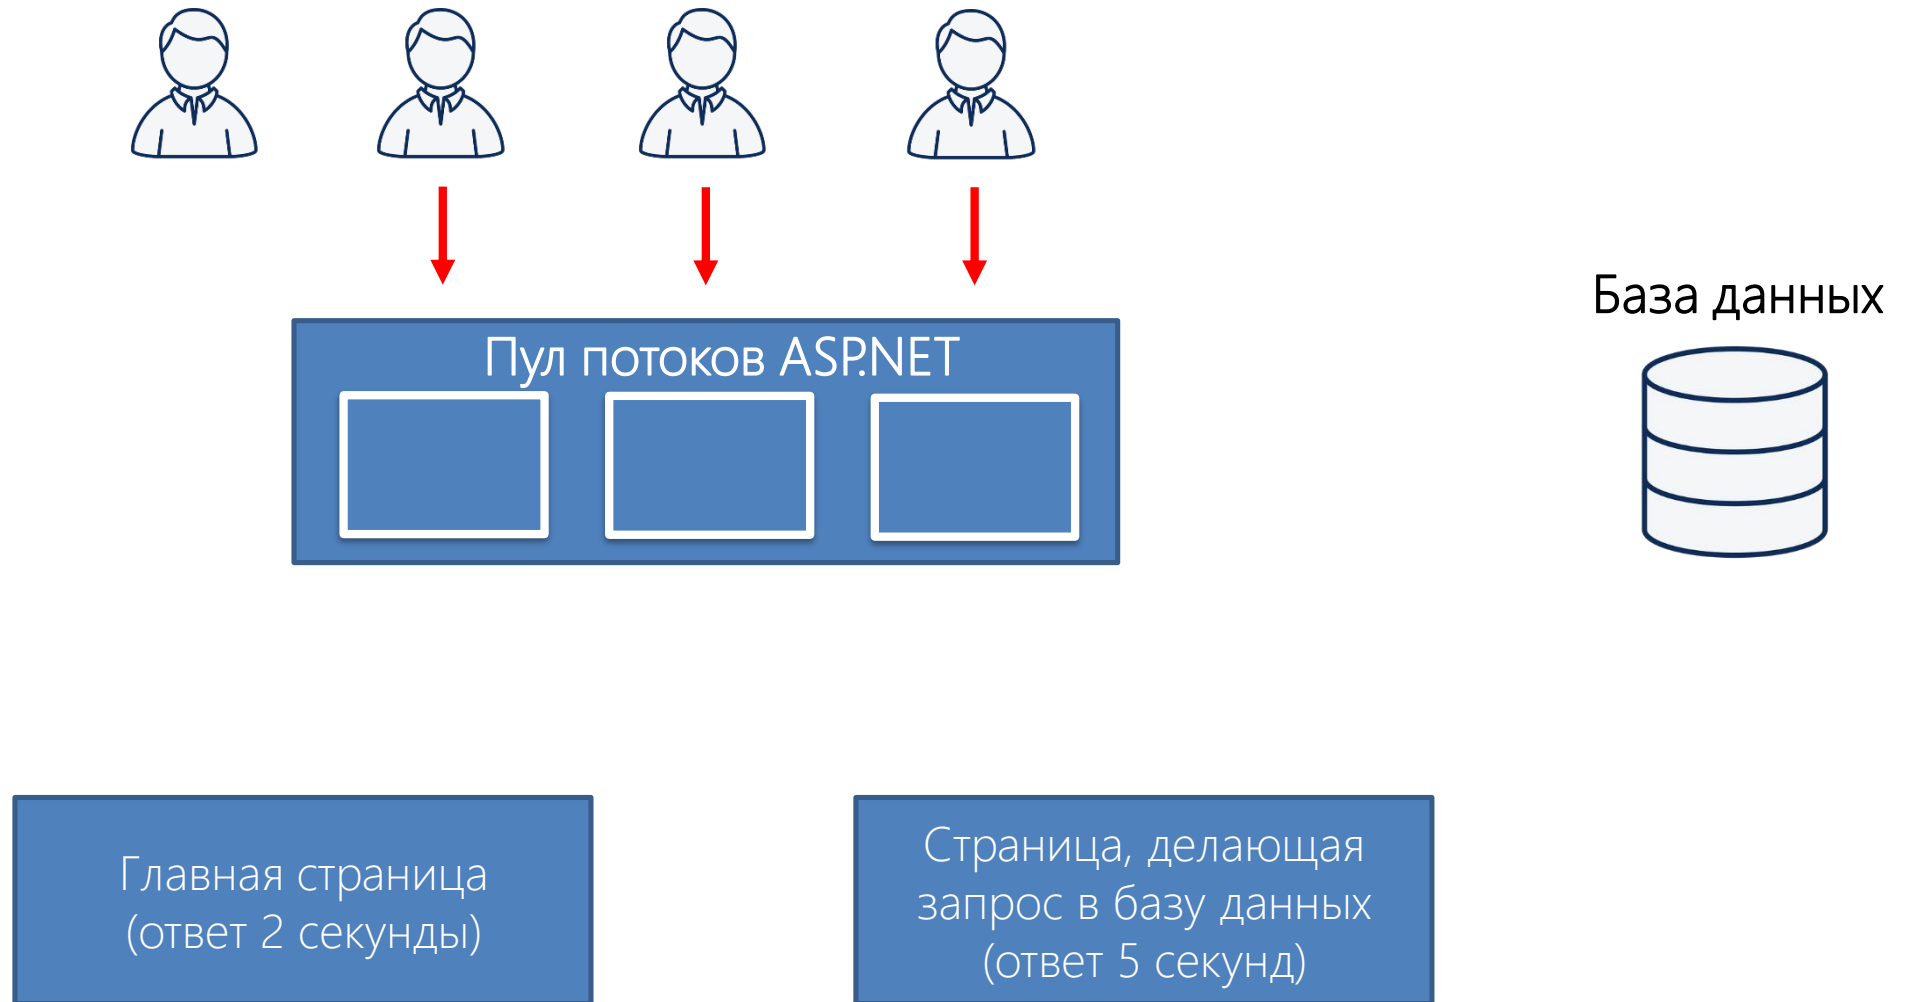 База данных
Пул потоков ASP.NET
Главная страница
(ответ 2 секунды)
Страница, делающая
запрос в базу данных
(ответ 5 секунд)